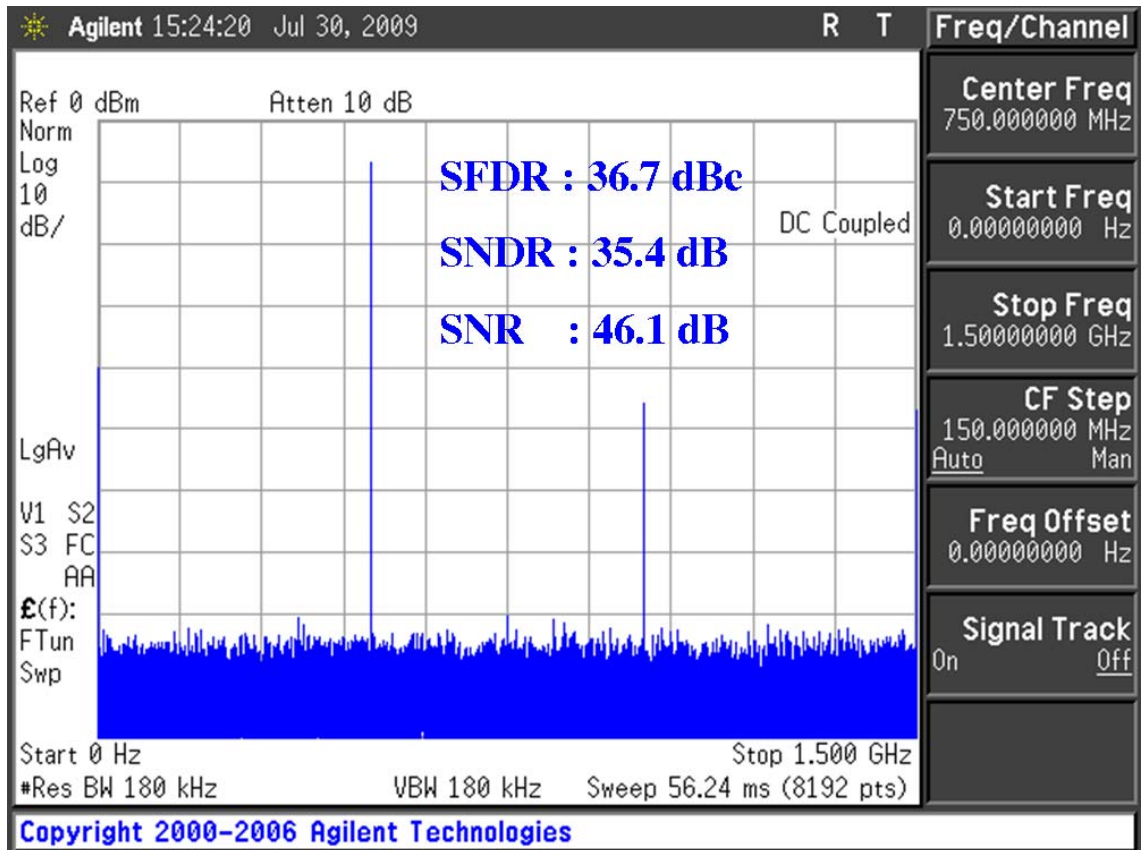 Agilent 15:24:20 Jul 30, 2009 R T
Ref 0 dBm Atten 10 dB
Norm
Log
10
dB/
SFDR : 36.7 dBc
DC Coupled
SNDR : 35.4 dB
SNR : 46.1 dB
LgAv
V1 S2
S3 FC
AA
£(f):
FTun
Swp
Start 0 Hz Stop 1.500 GHz
#Res BW 180 kHz VBW 180 kHz Sweep 56.24 ms (8192 pts)
Copyright 2000-2006 Agilent Technologies
Freq/Channel
Center Freq
750.000000 MHz
Start Freq
0.00000000 Hz
Stop Freq
1.50000000 GHz
CF Step
150.000000 MHz
Auto Man
Freq Offset
0.00000000 Hz
Signal Track
On Off